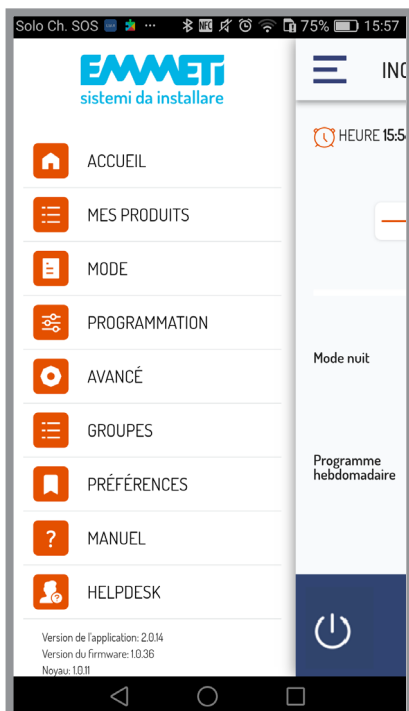 Solo Ch. SOS ... NFC 75% 15:57
EMMETi
sistemi da installare
ACCUEIL
MES PRODUITS
MODE
PROGRAMMATION
AVANCÉ
GROUPES
PRÉFÉRENCES
? MANUEL
HELPDESK
Version de l'application: 2.0.14
Version du firmware: 1.0.36
Noyau: 1.0.11
HEURE 15:5
Mode nuit
Programme
hebdomadaire